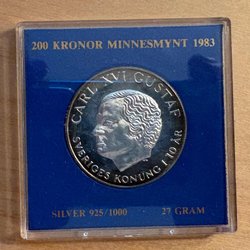 200 KRONOR MINNESMYNT 1983
CARL XVI GUSTAF
SVERIGES KONUNG I 10 ÅR
SILVER 925/1000 27 GRAM